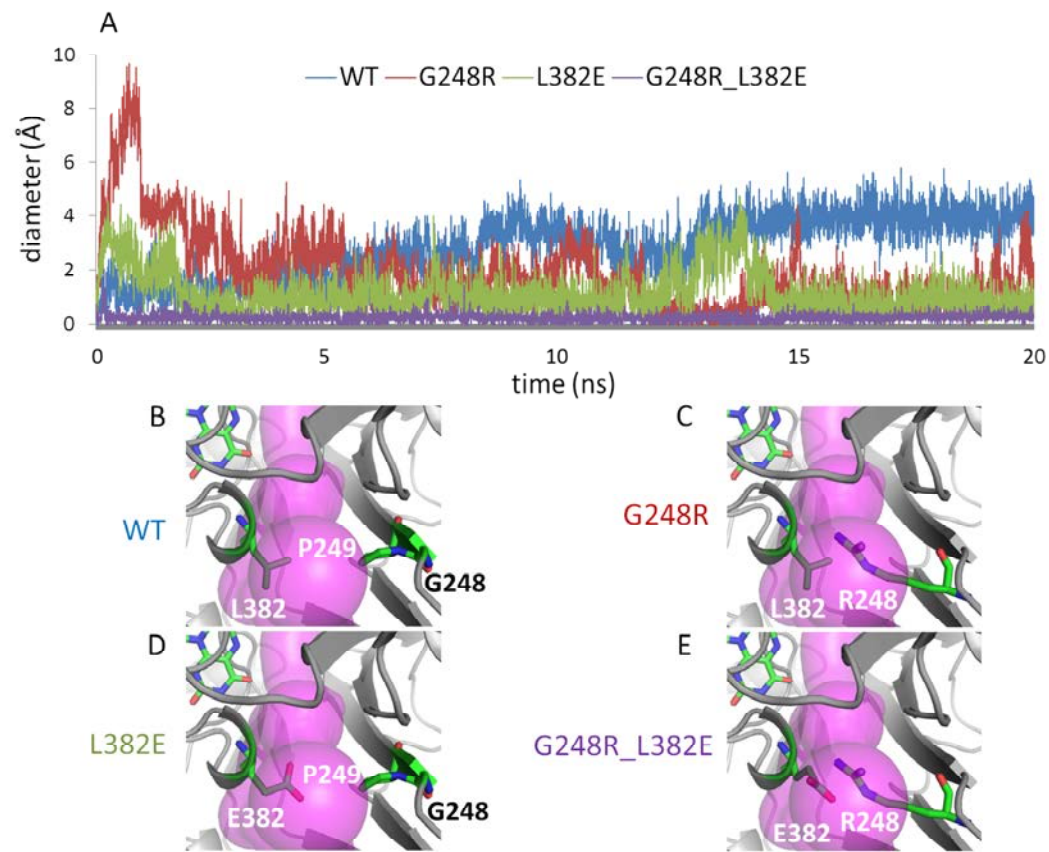 A
WT G248R L382E G248R_L382E
diameter (Å)
10
8
6
4
2
0
0 5 10 15 20
time (ns)
B
WT
P249
G248
L382
C
G248R
L382 R248
D
L382E
P249
G248
E382
E
G248R_L382E
E382 R248